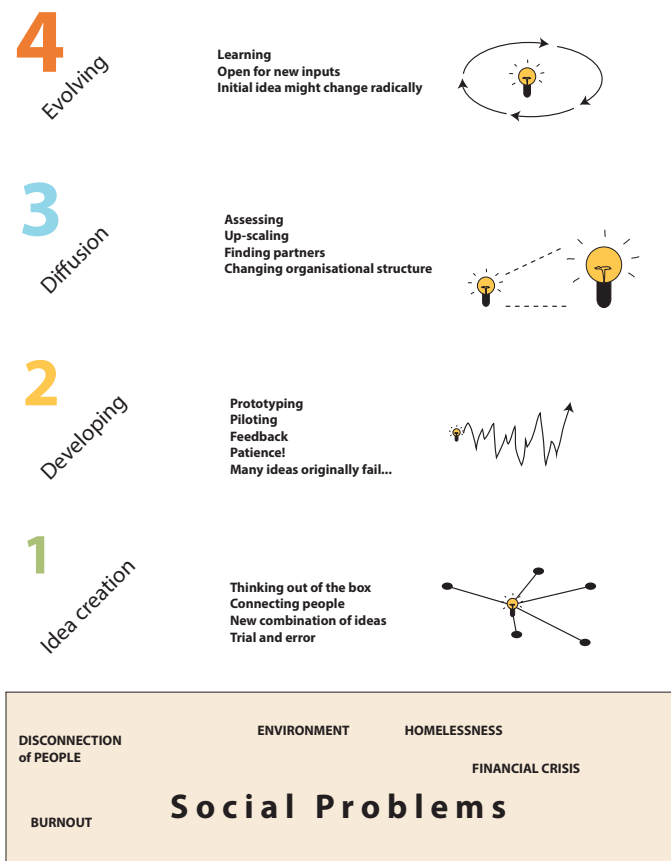 4
Evolving
Learning
Open for new inputs
Initial idea might change radically
3
Diffusion
Assessing
Up-scaling
Finding partners
Changing organisational structure
2
Developing
Prototyping
Piloting
Feedback
Patience!
Many ideas originally fail...
1
Idea creation
Thinking out of the box
Connecting people
New combination of ideas
Trial and error
ENVIRONMENT
HOMELESSNESS
DISCONNECTION
of PEOPLE
FINANCIAL CRISIS
Social Problems
BURNOUT